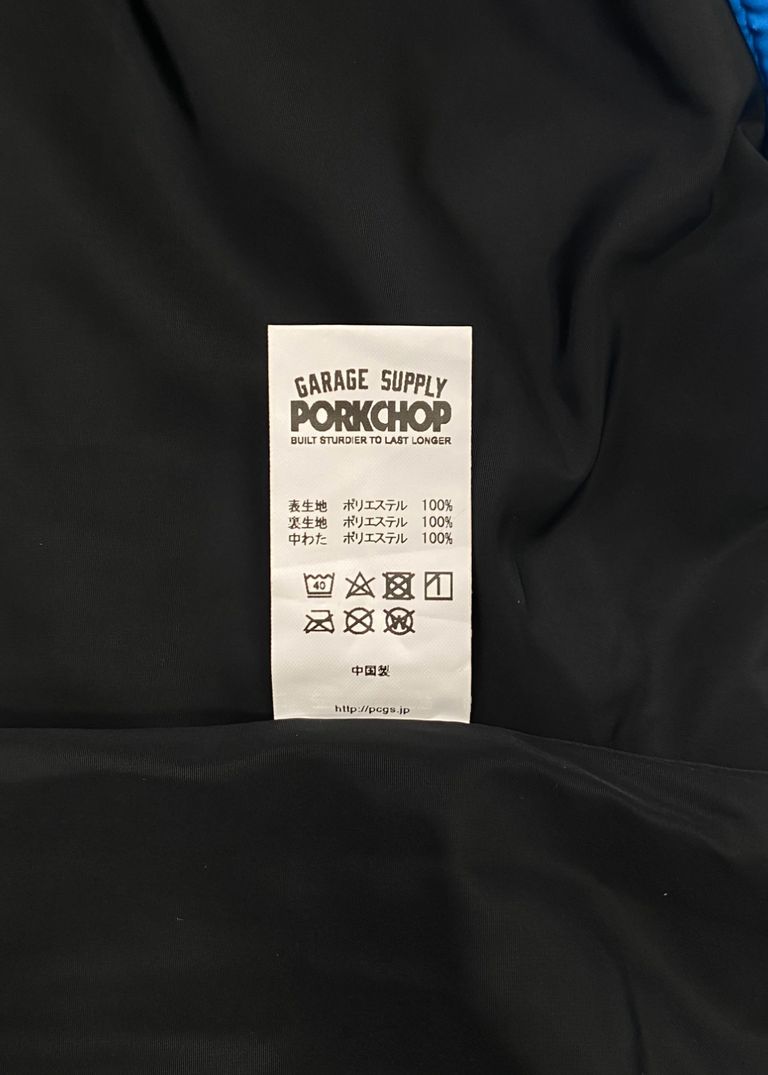 GARAGE SUPPLY
PORKCHOP
BUILT STURDIER TO LAST LONGER
表生地 ポリエステル 100%
裏生地 ポリエステル 100%
中わた ポリエステル 100%
40
W
中国製
http://pcgs.jp